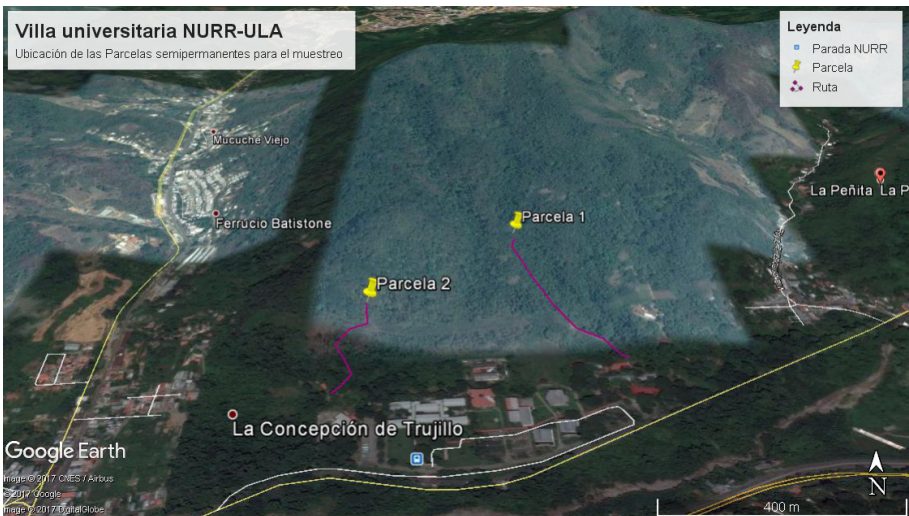 Villa universitaria NURR-ULA
Ubicación de las Parcelas semipermanentes para el muestreo
Leyenda
Parada NURR
Parcela
Ruta
Mucuche Viejo
La Peñita La P
Ferrucio Batistone
Parcela 1
Parcela 2
La Concepción de Trujillo
Google Earth
image © 2017 CNES / Airbus
© 2017 Google
image © 2017 DigitalGlobe
N
400 m